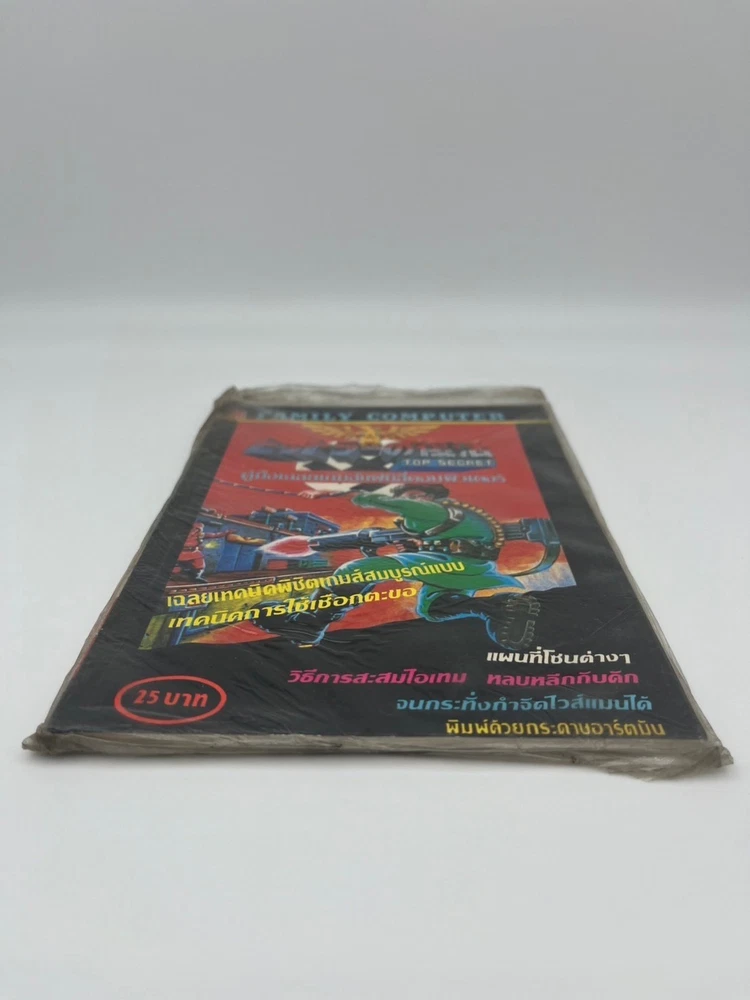 FAMILY COMPUTER
TOP SECRET
เฉลยเทคนิคพิชิตเกมส์สมบูรณ์แบบ
เทคนิคการใช้เชือกตะขอ
แผนที่โซนต่างๆ
วิธีการสะสมไอเทม หลบหลีกกับดัก
จนกระทั่งกำจัดไวส์แมนได้
25 บาท
พิมพ์ด้วยกระดาษอาร์ตมัน